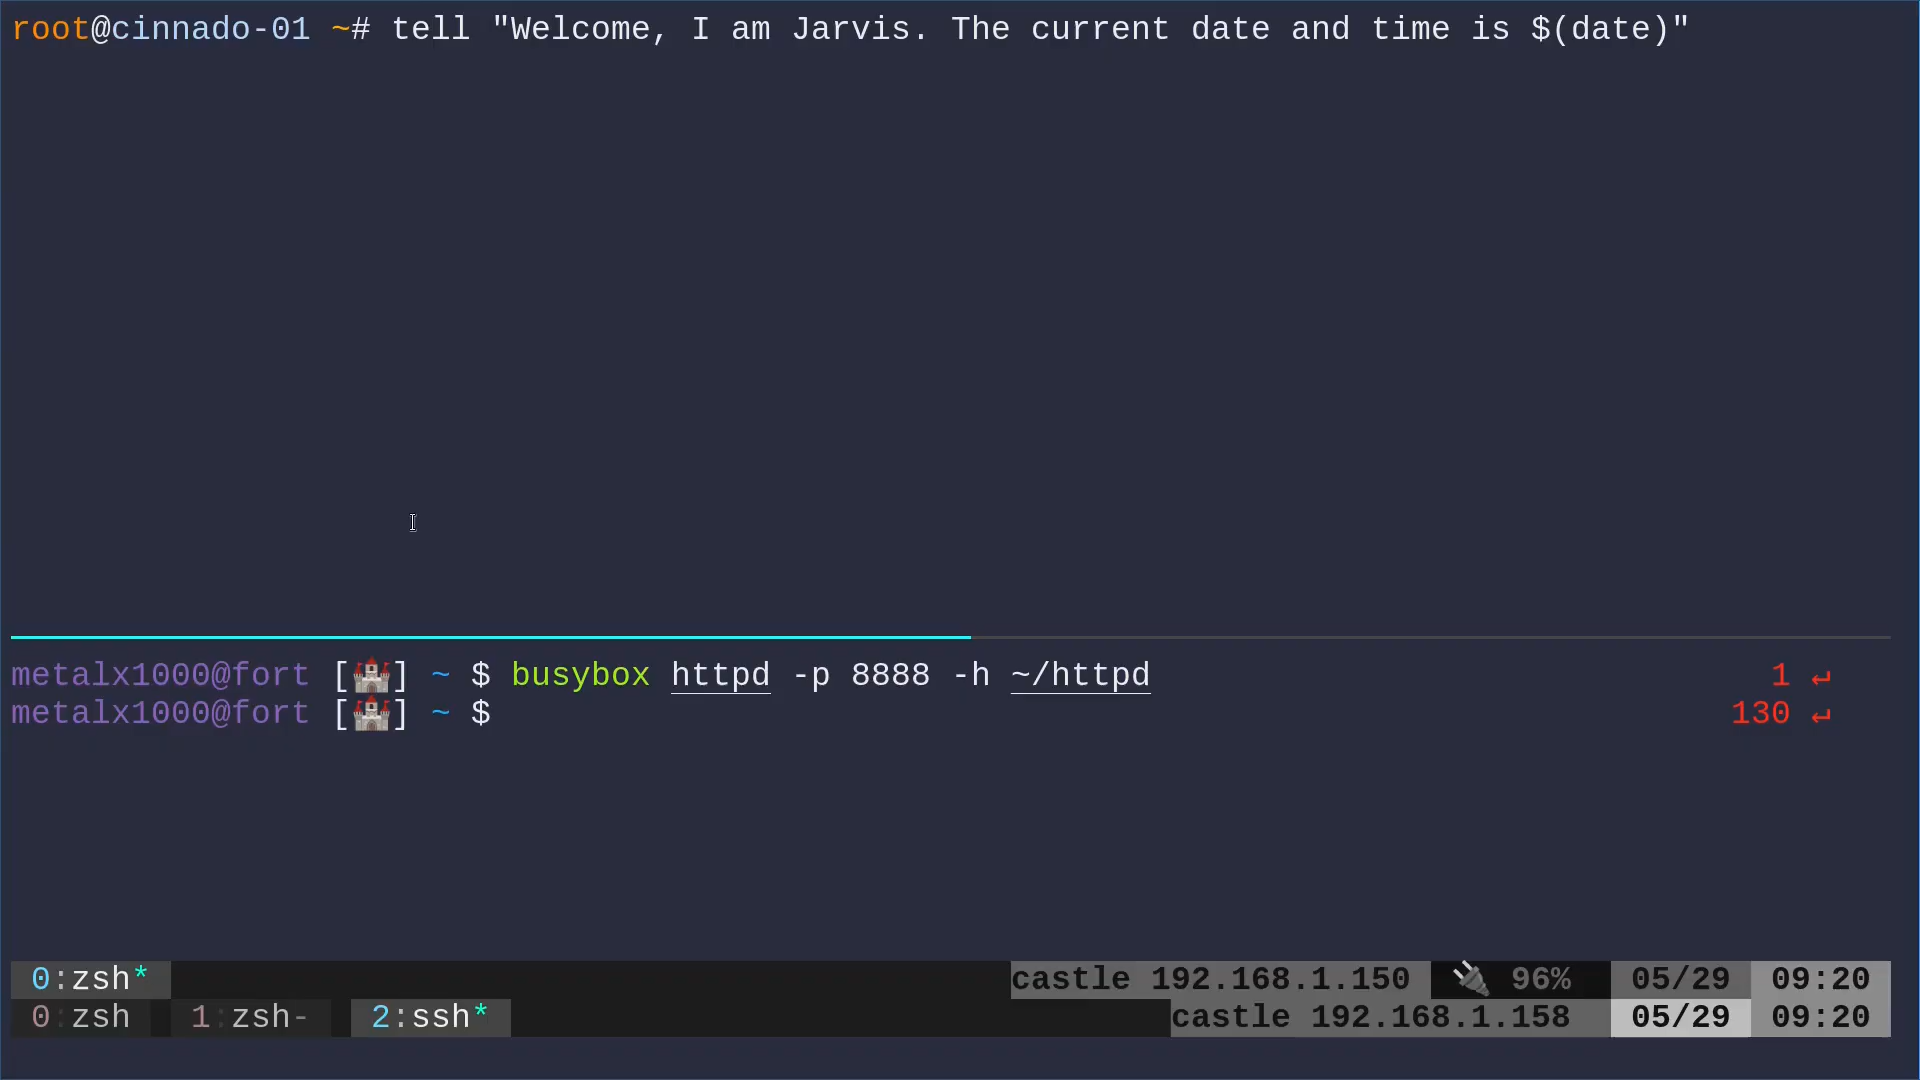 root@cinnado-01 ~# tell "Welcome, I am Jarvis. The current date and time is $(date)"
metalx1000@fort [🏰] ~ $ busybox httpd -p 8888 -h ~/httpd 1 ↵
metalx1000@fort [🏰] ~ $ 130 ↵
0:zsh* castle 192.168.1.150 🔌 96% 05/29 09:20
0:zsh 1:zsh- 2:ssh* castle 192.168.1.158 05/29 09:20